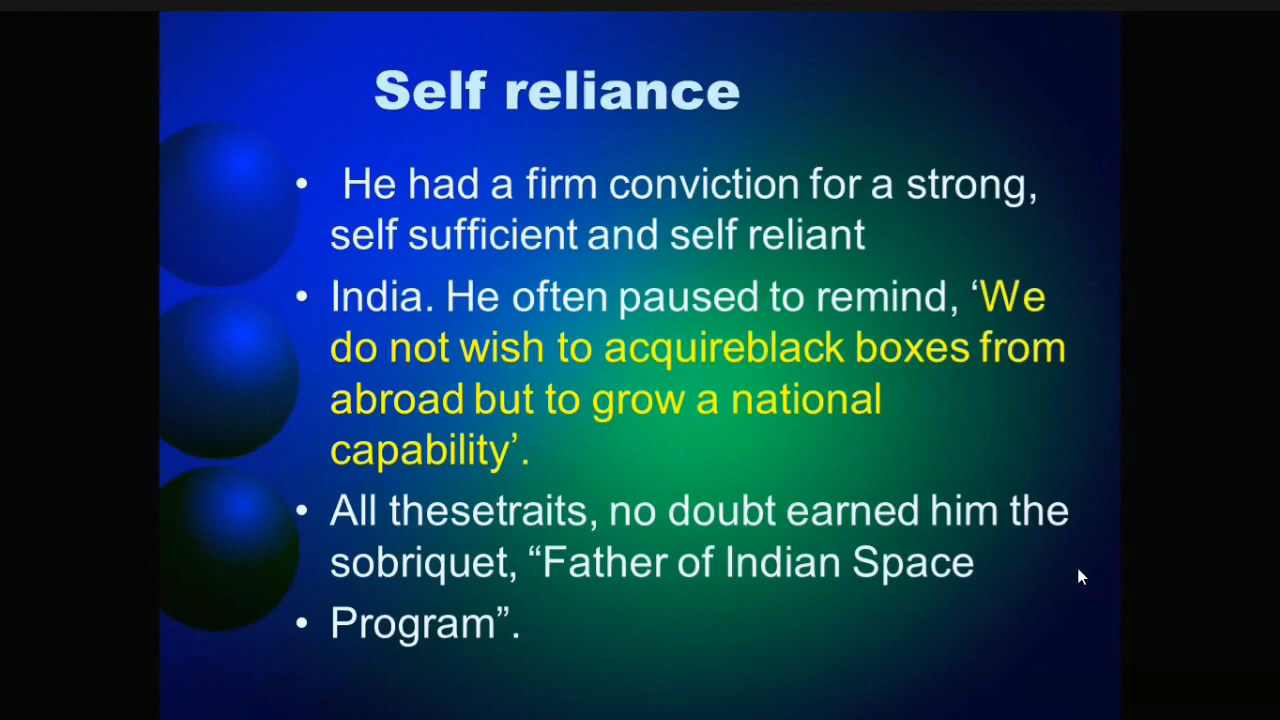 Self reliance
• He had a firm conviction for a strong,
self sufficient and self reliant
• India. He often paused to remind, ‘We
do not wish to acquireblack boxes from
abroad but to grow a national
capability’.
• All thesetraits, no doubt earned him the
sobriquet, “Father of Indian Space
• Program”.